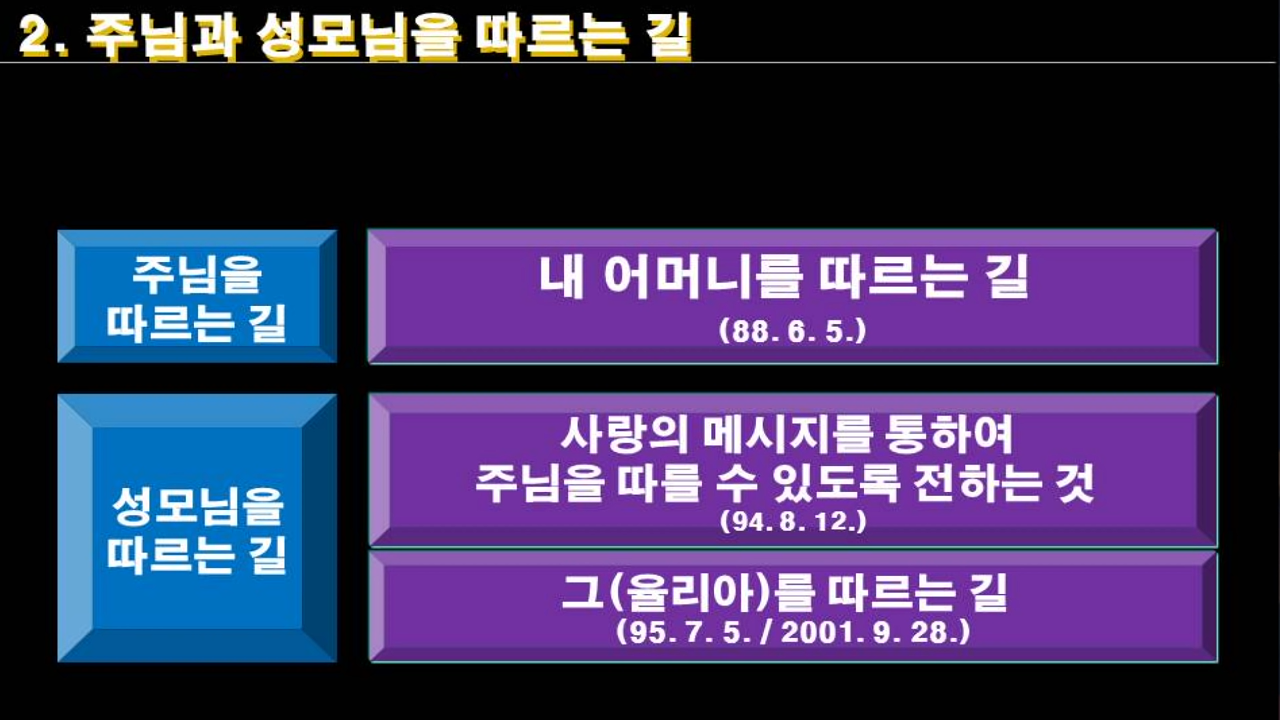 2. 주님과 성모님을 따르는 길
주님을
따르는 길
내 어머니를 따르는 길
(88. 6. 5.)
성모님을
따르는 길
사랑의 메시지를 통하여
주님을 따를 수 있도록 전하는 것
(94. 8. 12.)
그(율리아)를 따르는 길
(95. 7. 5. / 2001. 9. 28.)